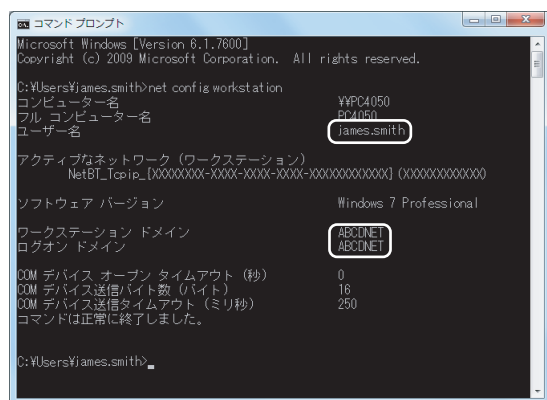 コマンド プロンプト
Microsoft Windows [Version 6.1.7600]
Copyright (c) 2009 Microsoft Corporation.  All rights reserved.
C:¥Users¥james.smith>net config workstation
コンピューター名 ¥¥PC4050
フル コンピューター名 PC4050
ユーザー名 james.smith
アクティブなネットワーク (ワークステーション)
NetBT_Tcpip_[XXXXXXXX-XXXX-XXXX-XXXX-XXXXXXXXXXXX] (XXXXXXXXXXXX)
ソフトウェア バージョン Windows 7 Professional
ワークステーション ドメイン ABCDNET
ログオン ドメイン ABCDNET
COM デバイス オープン タイムアウト (秒) 0
COM デバイス送信バイト数 (バイト) 16
COM デバイス送信タイムアウト (ミリ秒) 250
コマンドは正常に終了しました。
C:¥Users¥james.smith>_